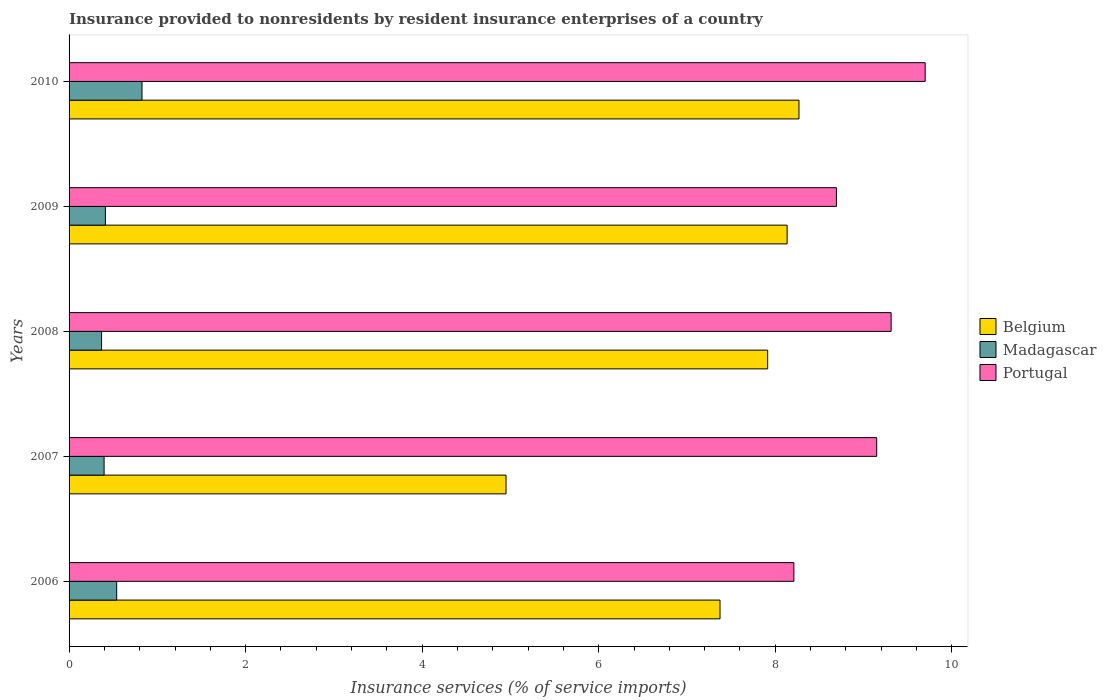 Insurance provided to nonresidents by resident insurance enterprises of a country
2010
2009
2008
2007
2006
Years
0
2
4
6
8
10
Insurance services (% of service imports)
Belgium
Madagascar
Portugal